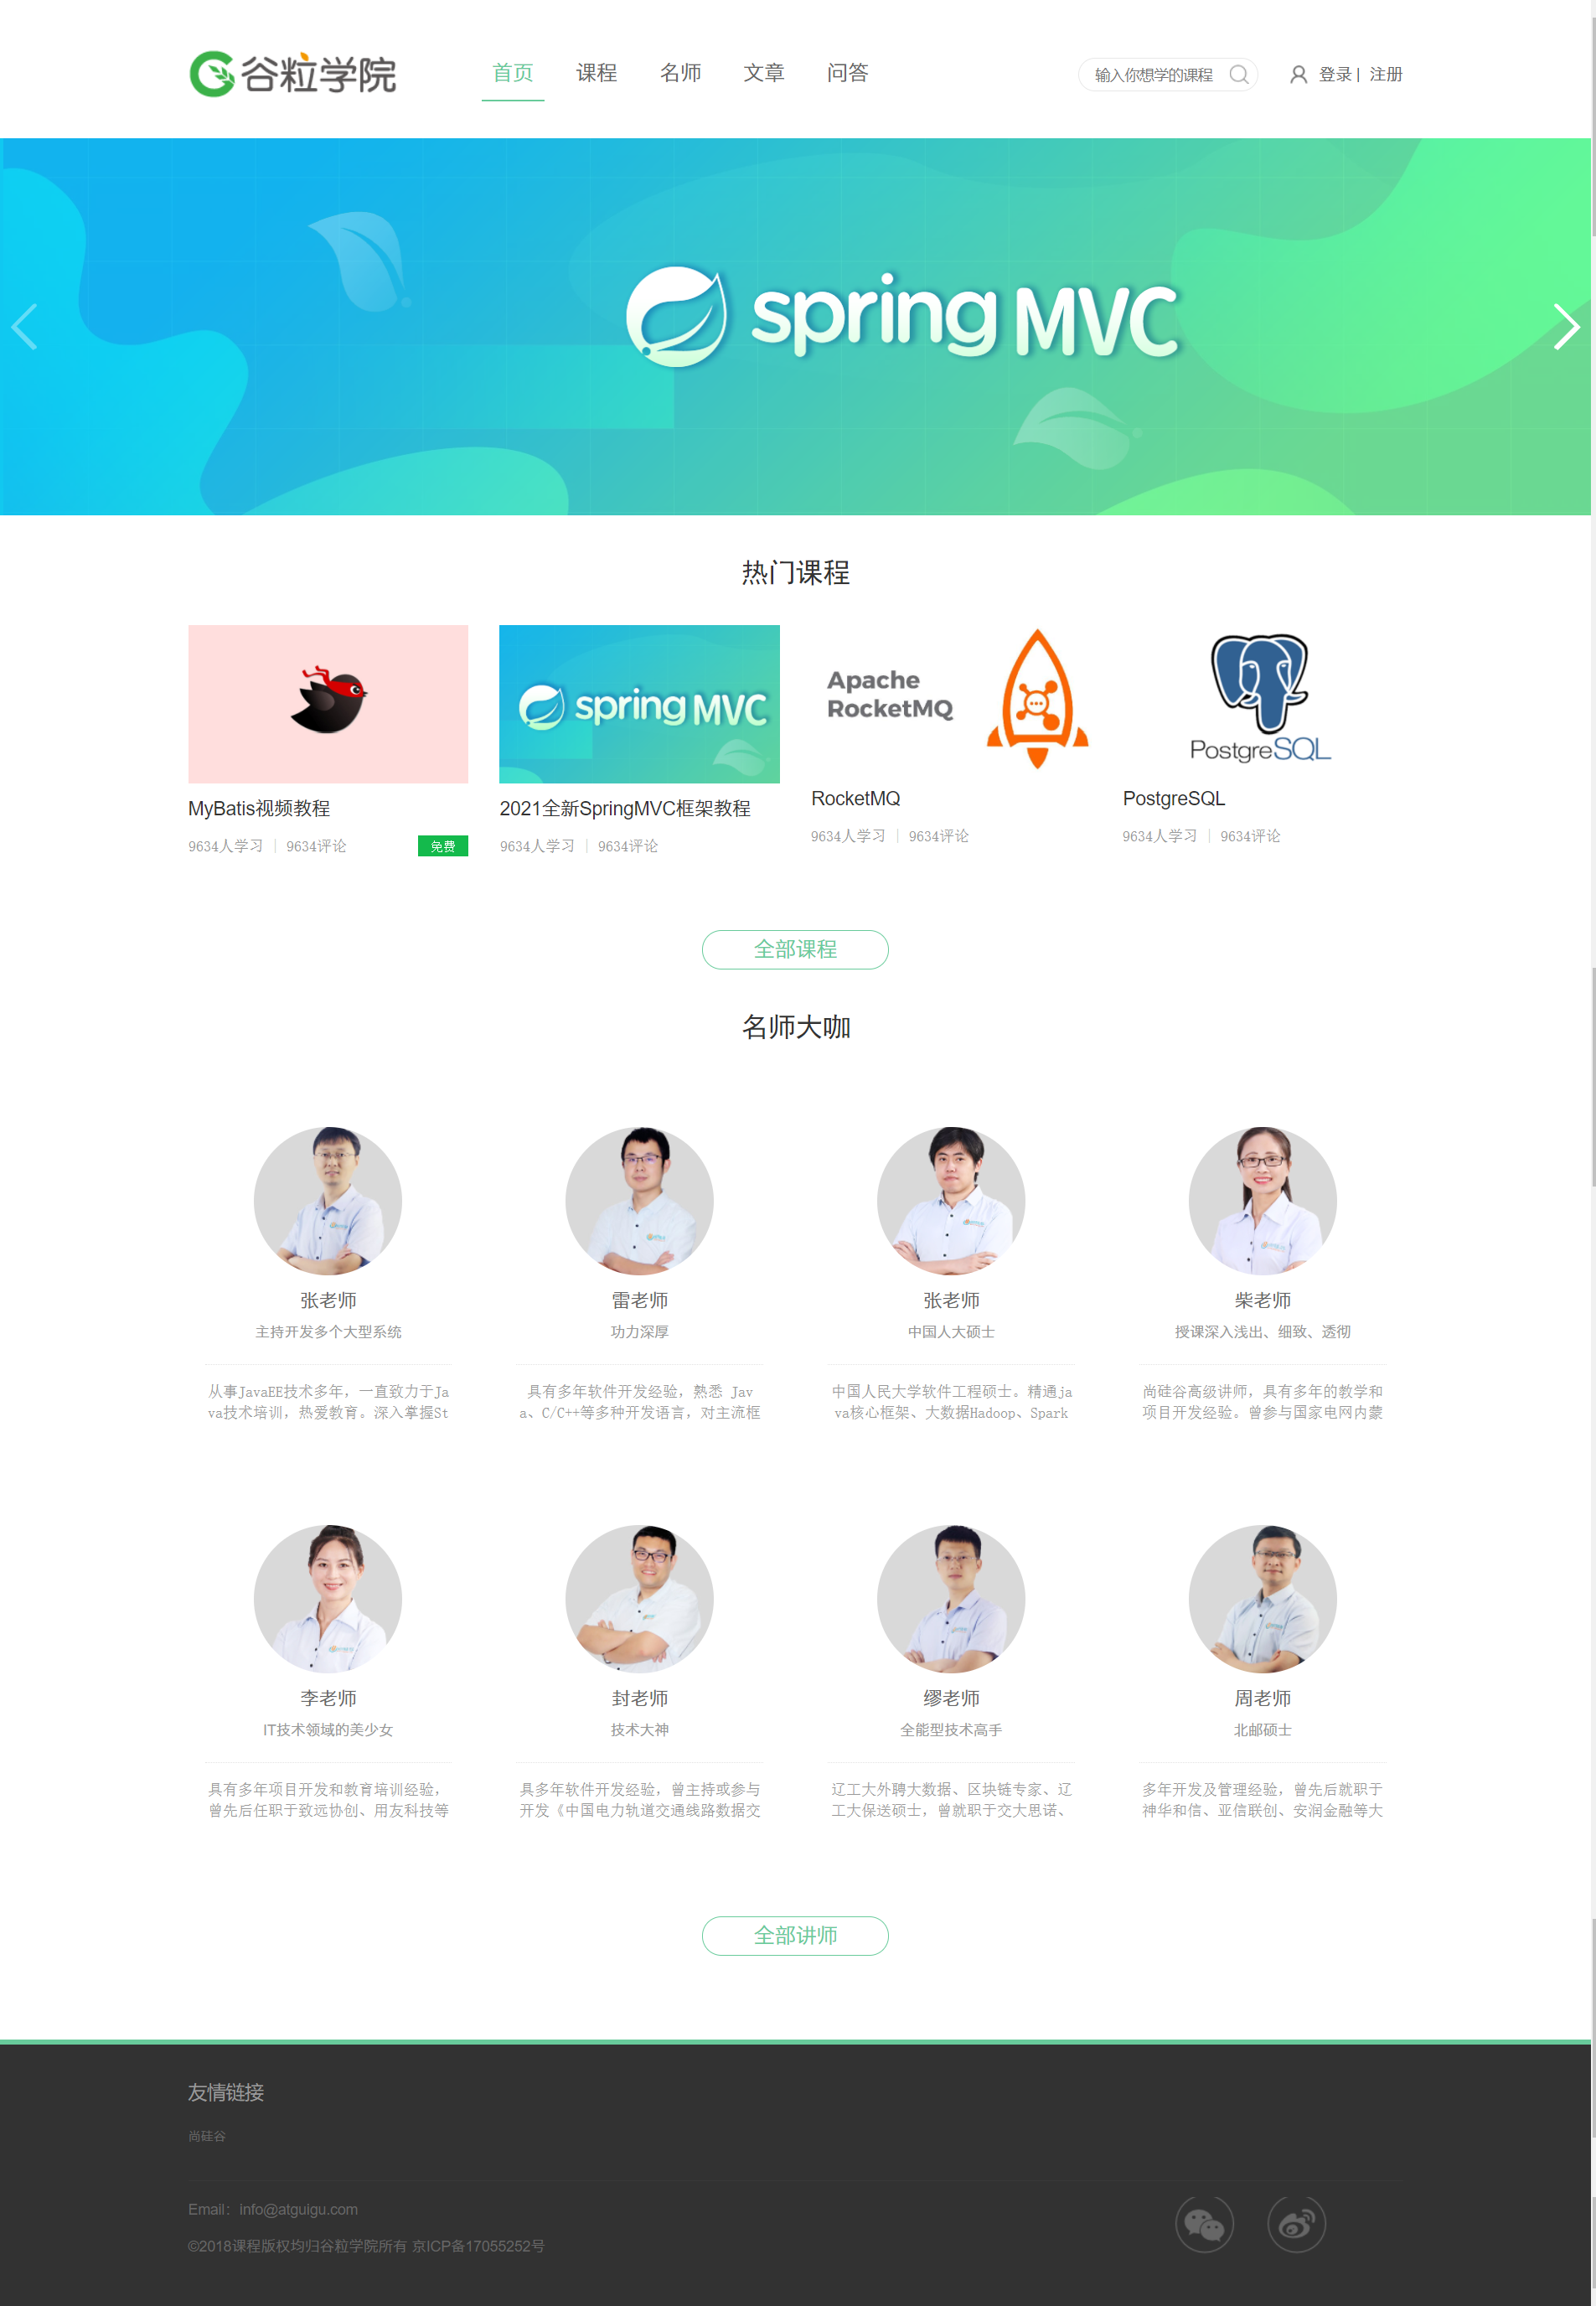 谷粒学院
首页 课程 名师 文章 问答
输入你想学的课程
登录 | 注册
spring MVC
热门课程
spring MVC
Apache
RocketMQ
PostgreSQL
MyBatis视频教程
2021全新SpringMVC框架教程
RocketMQ
PostgreSQL
9634人学习 | 9634评论 免费
9634人学习 | 9634评论
9634人学习 | 9634评论
9634人学习 | 9634评论
全部课程
名师大咖
张老师
主持开发多个大型系统
从事JavaEE技术多年，一直致力于Ja
va技术培训，热爱教育。深入掌握St
雷老师
功力深厚
具有多年软件开发经验，熟悉 Jav
a、C/C++等多种开发语言，对主流框
张老师
中国人大硕士
中国人民大学软件工程硕士。精通ja
va核心框架、大数据Hadoop、Spark
柴老师
授课深入浅出、细致、透彻
尚硅谷高级讲师，具有多年的教学和
项目开发经验。曾参与国家电网内蒙
李老师
IT技术领域的美少女
具有多年项目开发和教育培训经验，
曾先后任职于致远协创、用友科技等
封老师
技术大神
具多年软件开发经验，曾主持或参与
开发《中国电力轨道交通线路数据交
缪老师
全能型技术高手
辽工大外聘大数据、区块链专家、辽
工大保送硕士，曾就职于交大思诺、
周老师
北邮硕士
多年开发及管理经验，曾先后就职于
神华和信、亚信联创、安润金融等大
全部讲师
友情链接
尚硅谷
Email：info@atguigu.com
©2018课程版权均归谷粒学院所有 京ICP备17055252号